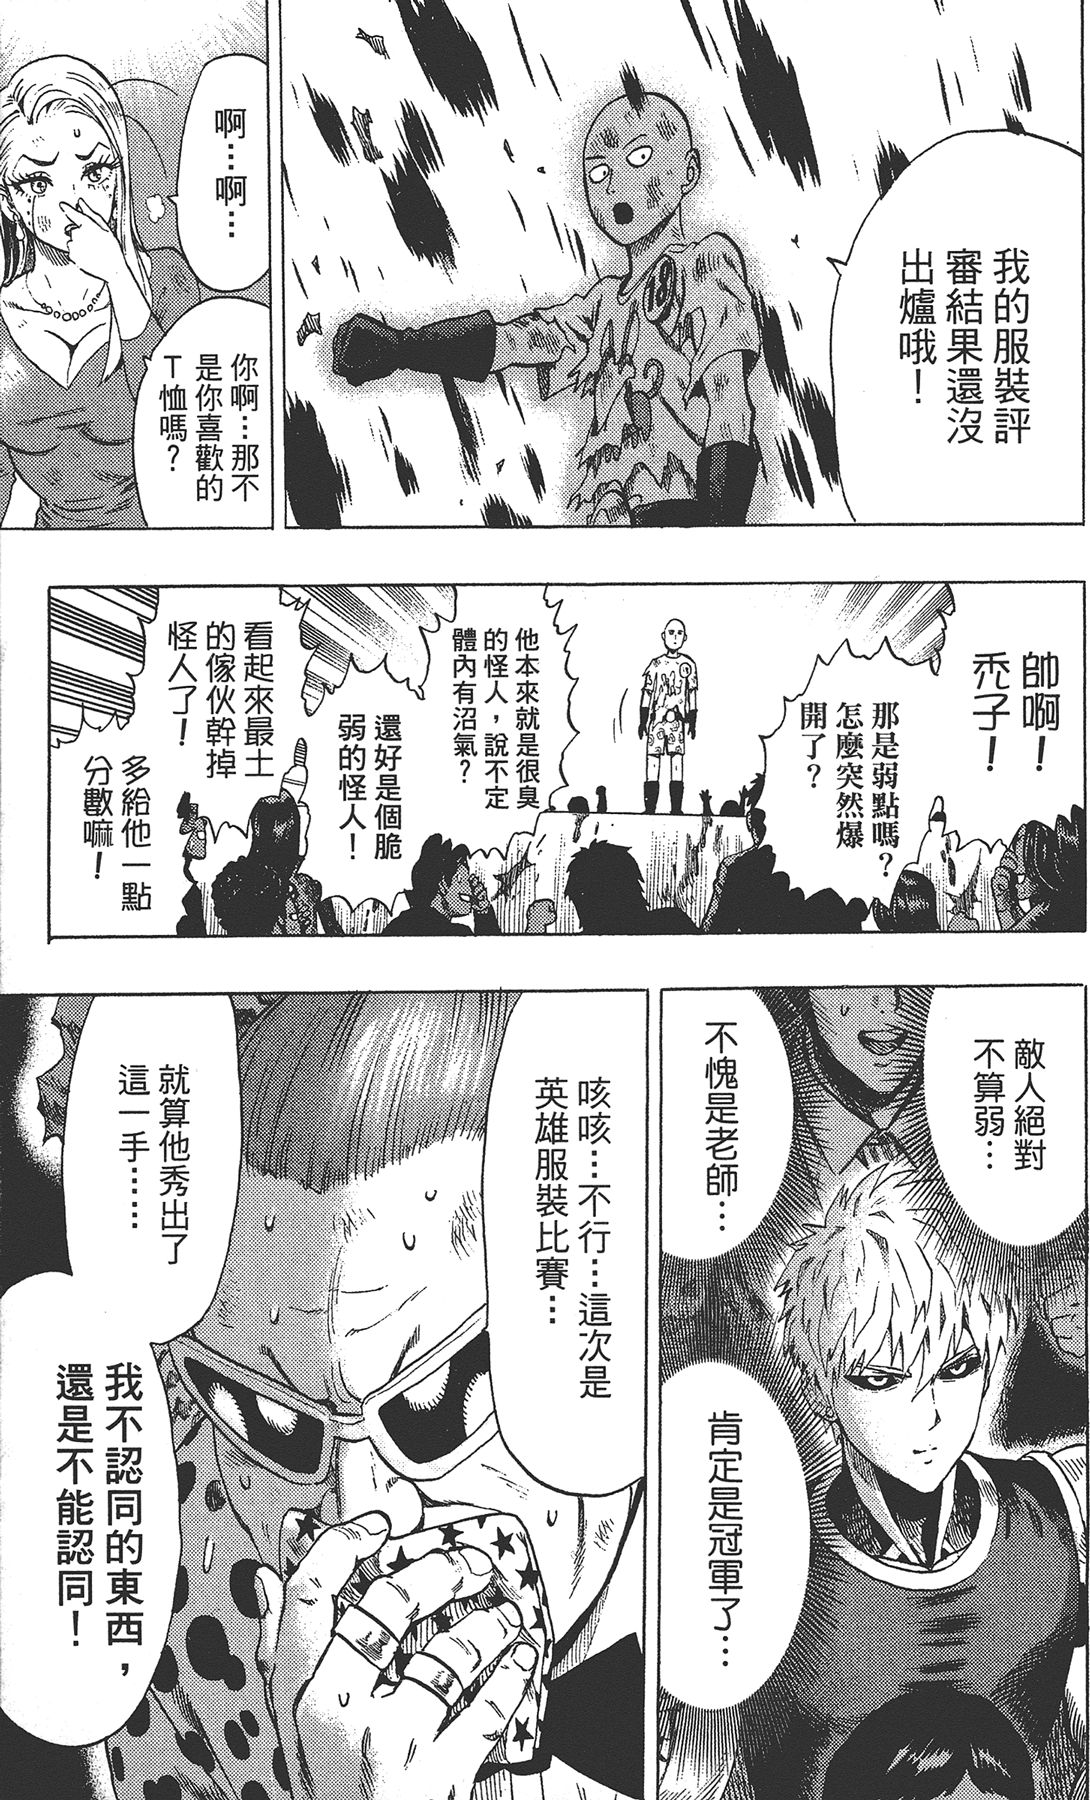 我的服裝評
審結果還沒
出爐哦！
18
啊…啊…
你啊…那不
是你喜歡的
T恤嗎？
帥啊！
禿子！
那是弱點嗎？
怎麼突然爆
開了？
他本來就是很臭
的怪人，說不定
體內有沼氣？
還好是個脆
弱的怪人！
看起來最土
的傢伙幹掉
怪人了！
多給他一點
分數嘛！
敵人絕對
不算弱…
不愧是老師…
肯定是冠軍了…
咳咳…不行…這次是
英雄服裝比賽…
就算他秀出了
這一手……
我不認同的東西，
還是不能認同！